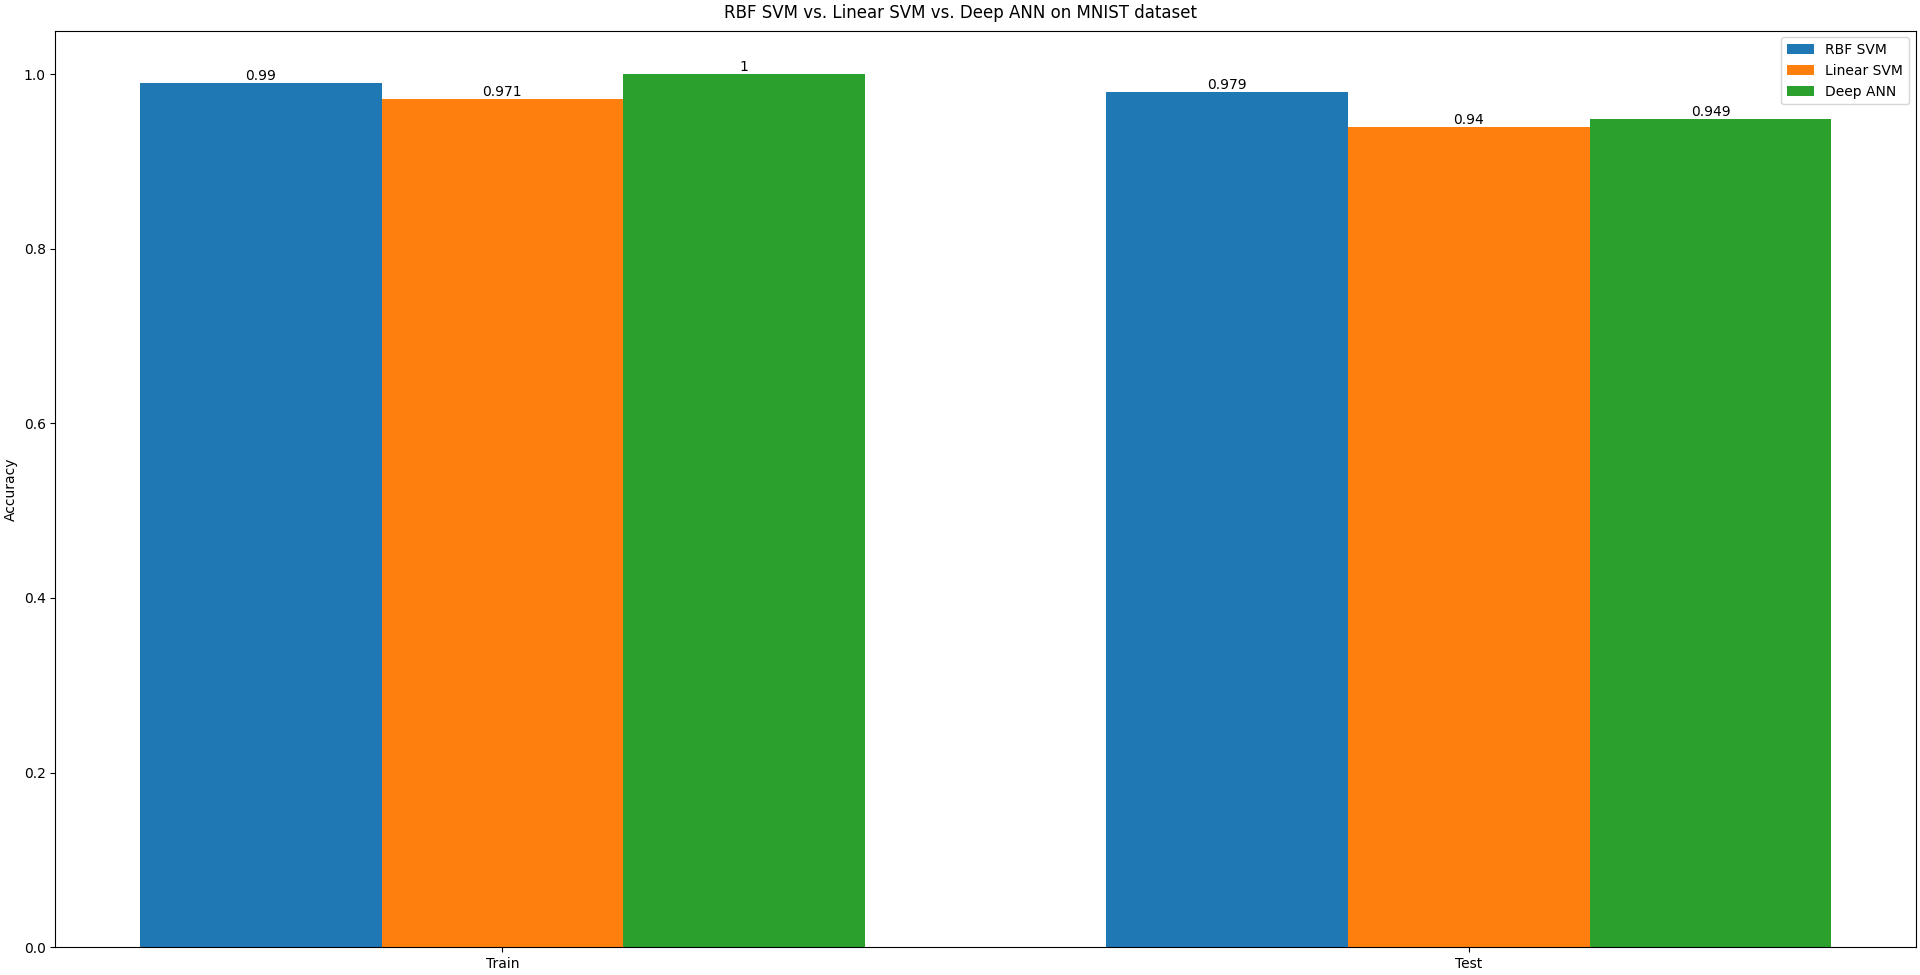 RBF SVM vs. Linear SVM vs. Deep ANN on MNIST dataset
RBF SVM
Linear SVM
Deep ANN
Accuracy
1.0
0.8
0.6
0.4
0.2
0.0
0.99
0.971
1
0.979
0.94
0.949
Train
Test